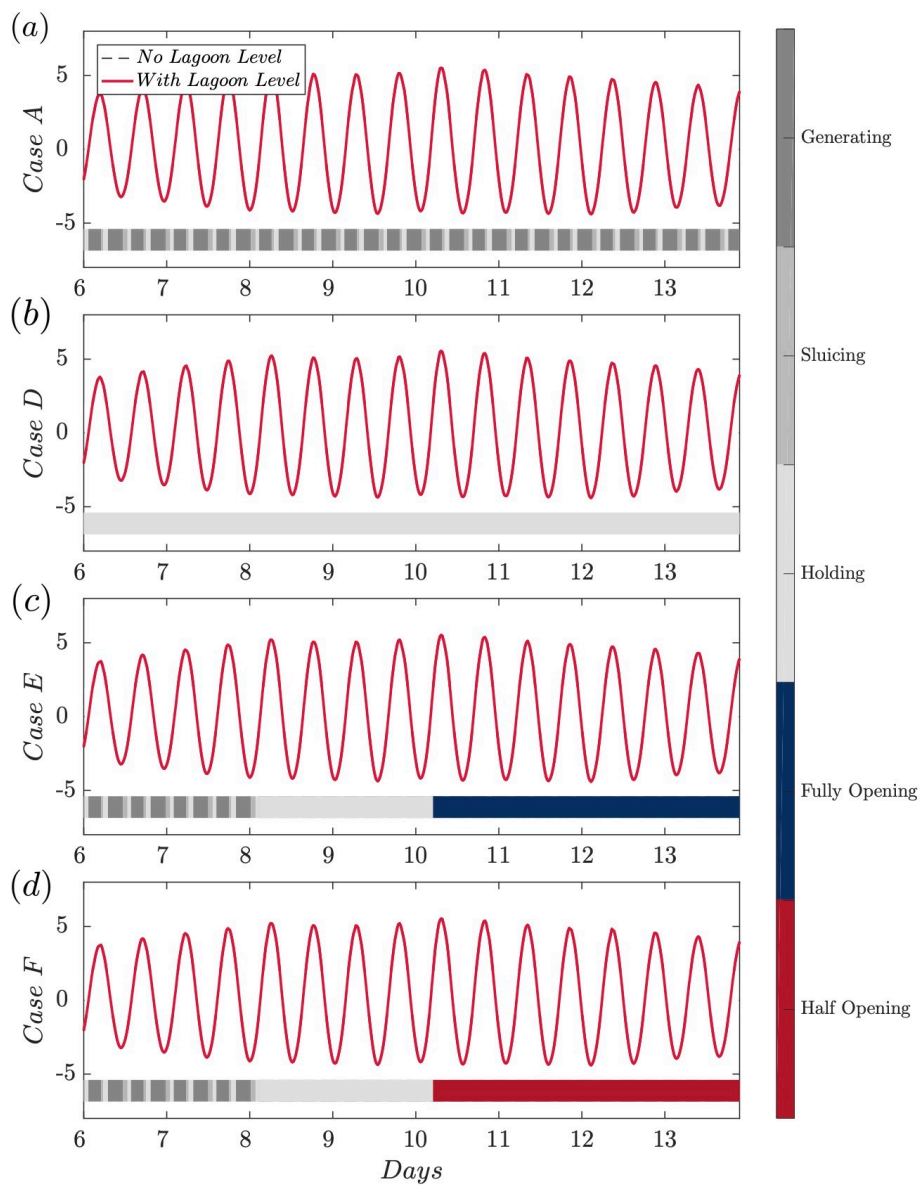 (a)
No Lagoon Level
With Lagoon Level
5
0
-5
Case A
6 7 8 9 10 11 12 13
(b)
5
0
-5
Case D
6 7 8 9 10 11 12 13
(c)
5
0
-5
Case E
6 7 8 9 10 11 12 13
(d)
5
0
-5
Case F
6 7 8 9 10 11 12 13
Days
Generating
Sluicing
Holding
Fully Opening
Half Opening